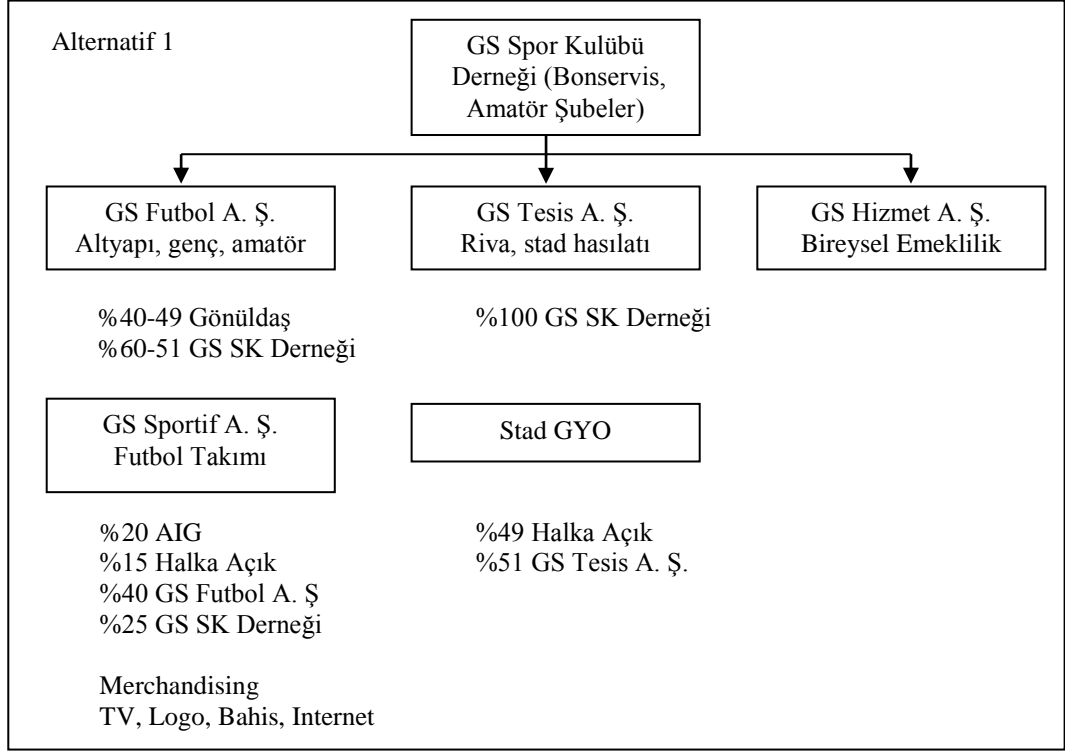 Alternatif 1
GS Spor Kulübü
Derneği (Bonservis,
Amatör Şubeler)
GS Futbol A. Ş.
Altyapı, genç, amatör
GS Tesis A. Ş.
Riva, stad hasılatı
GS Hizmet A. Ş.
Bireysel Emeklilik
%40-49 Gönüldaş
%60-51 GS SK Derneği
%100 GS SK Derneği
GS Sportif A. Ş.
Futbol Takımı
Stad GYO
%20 AIG
%15 Halka Açık
%40 GS Futbol A. Ş
%25 GS SK Derneği
%49 Halka Açık
%51 GS Tesis A. Ş.
Merchandising
TV, Logo, Bahis, Internet